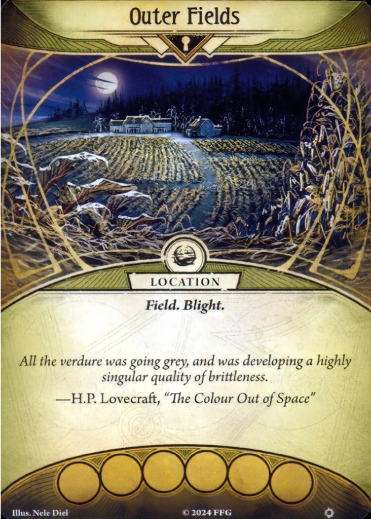 Outer Fields
LOCATION
Field. Blight.
All the verdure was going grey, and was developing a highly
singular quality of brittleness.
—H.P. Lovecraft, “The Colour Out of Space”
Illus. Nele Diel
© 2024 FFG